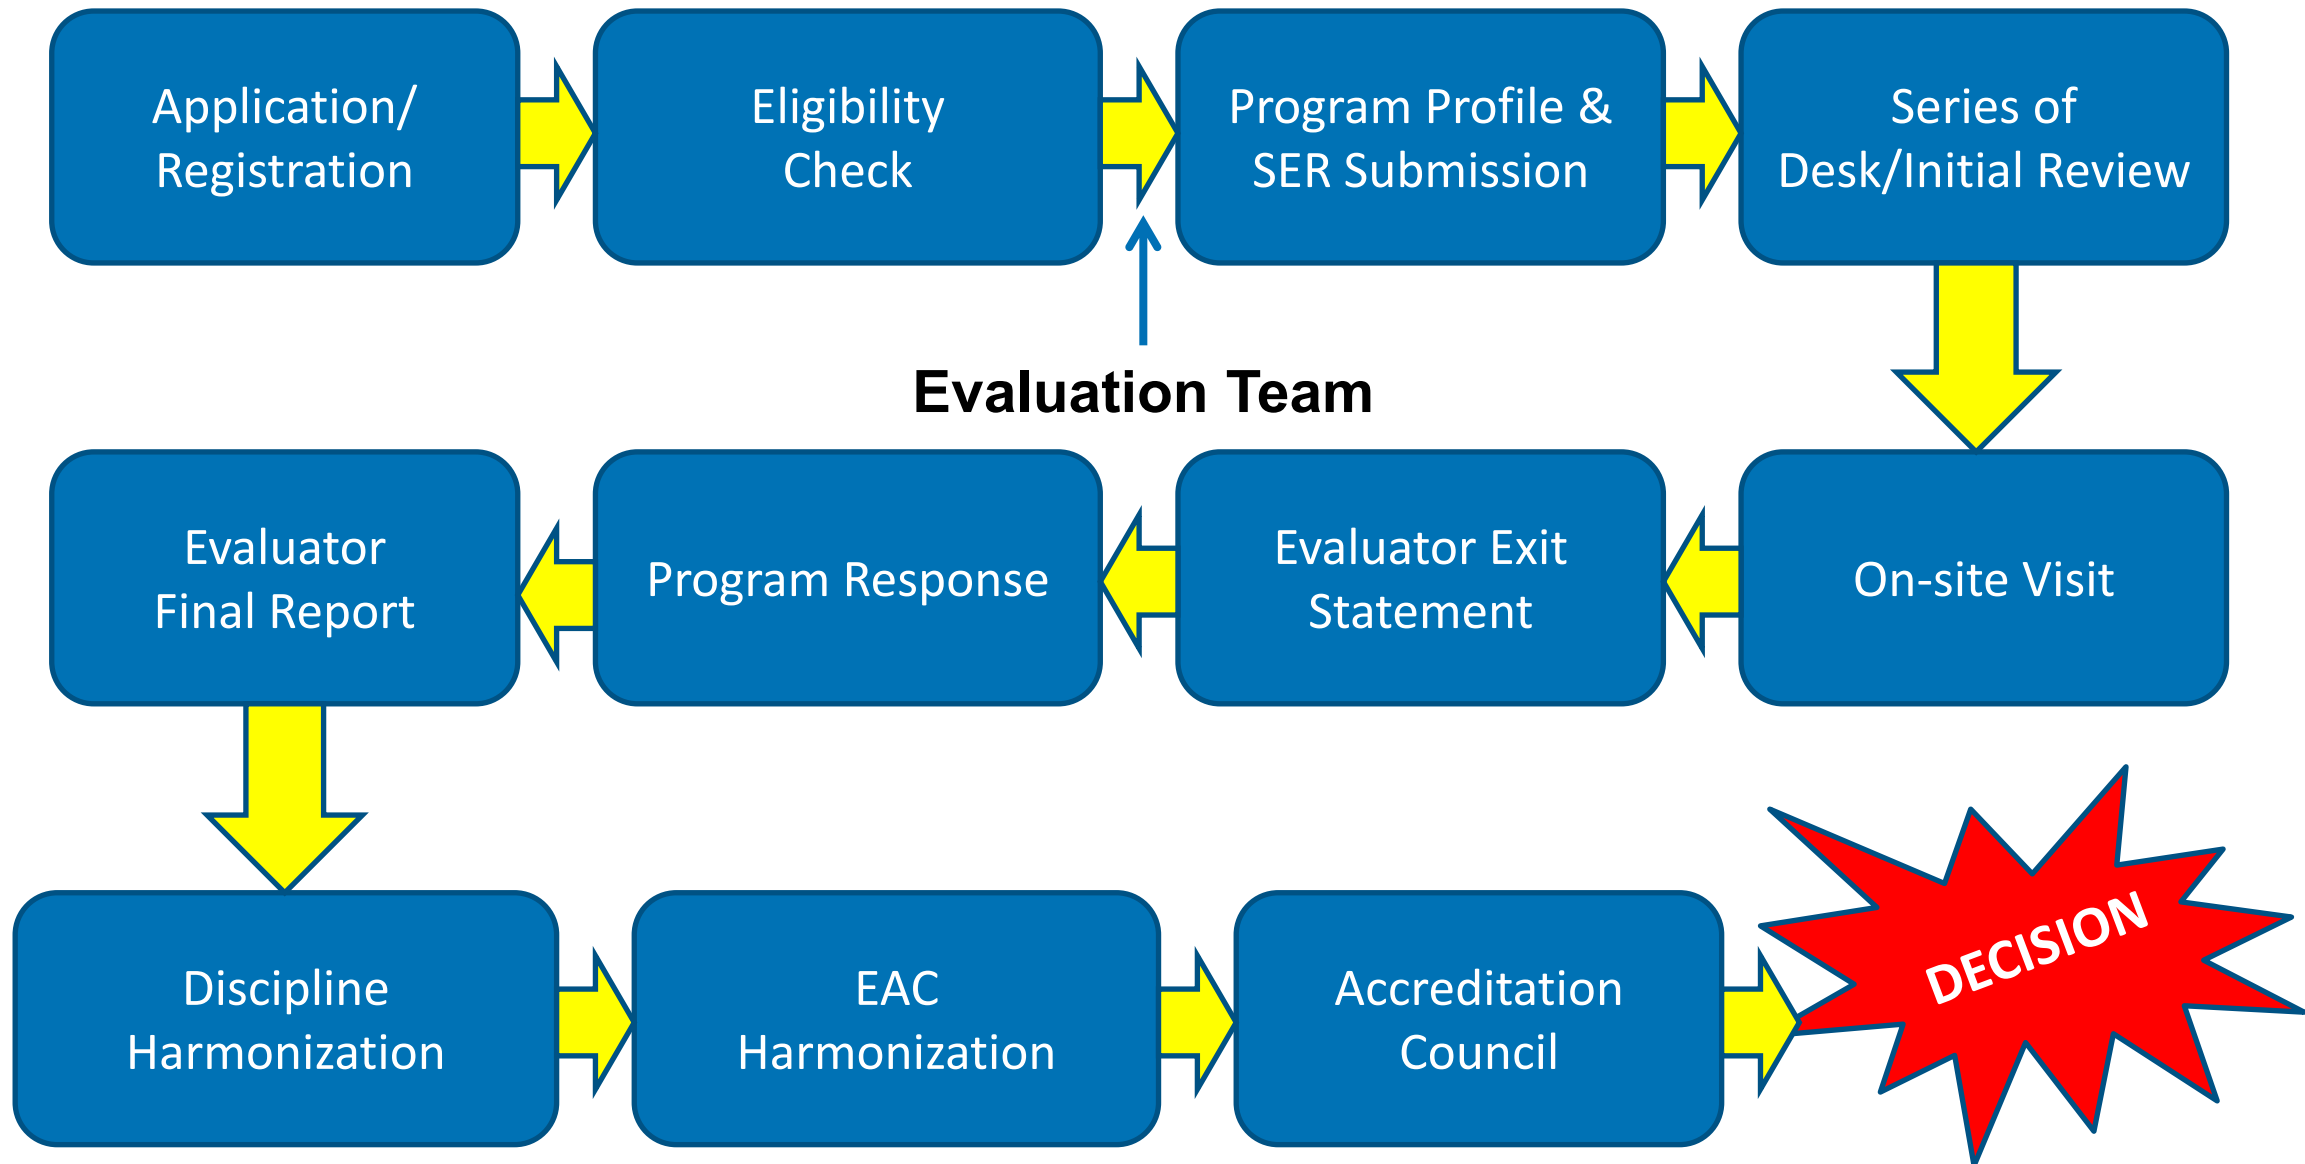 Application/
Registration
Eligibility
Check
Program Profile &
SER Submission
Series of
Desk/Initial Review
Evaluation Team
Evaluator
Final Report
Program Response
Evaluator Exit
Statement
On-site Visit
Discipline
Harmonization
EAC
Harmonization
Accreditation
Council
DECISION